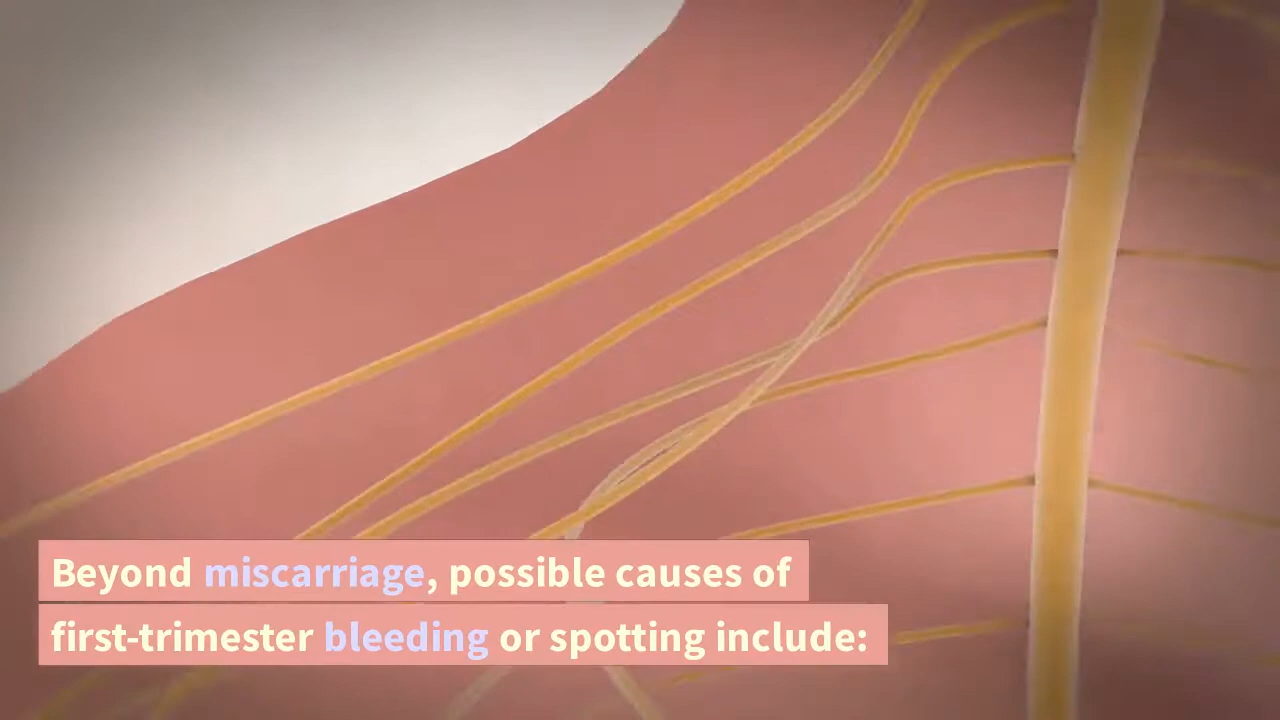 Beyond miscarriage, possible causes of
first-trimester bleeding or spotting include: